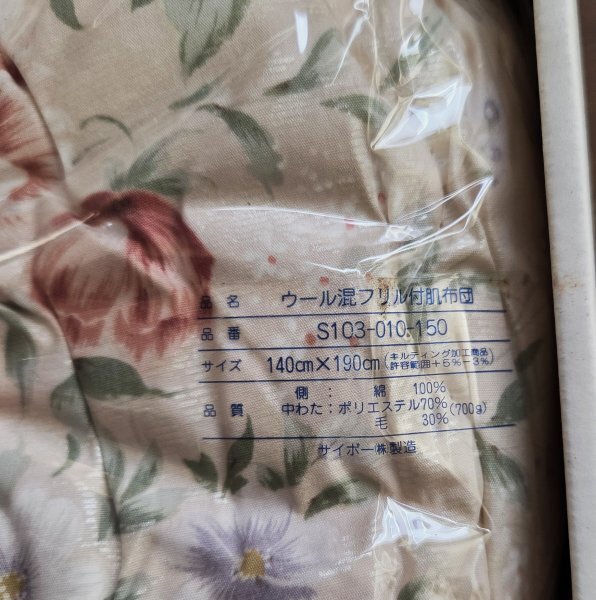 品名 ウール混フリル付肌布団
品番 S103-010-150
サイズ 140cm×190cm (キルティング加工商品
許容範囲+5%-3%)
側: 綿 100%
品質 中わた:ポリエステル70% (700g)
毛 30%
サイボー㈱製造